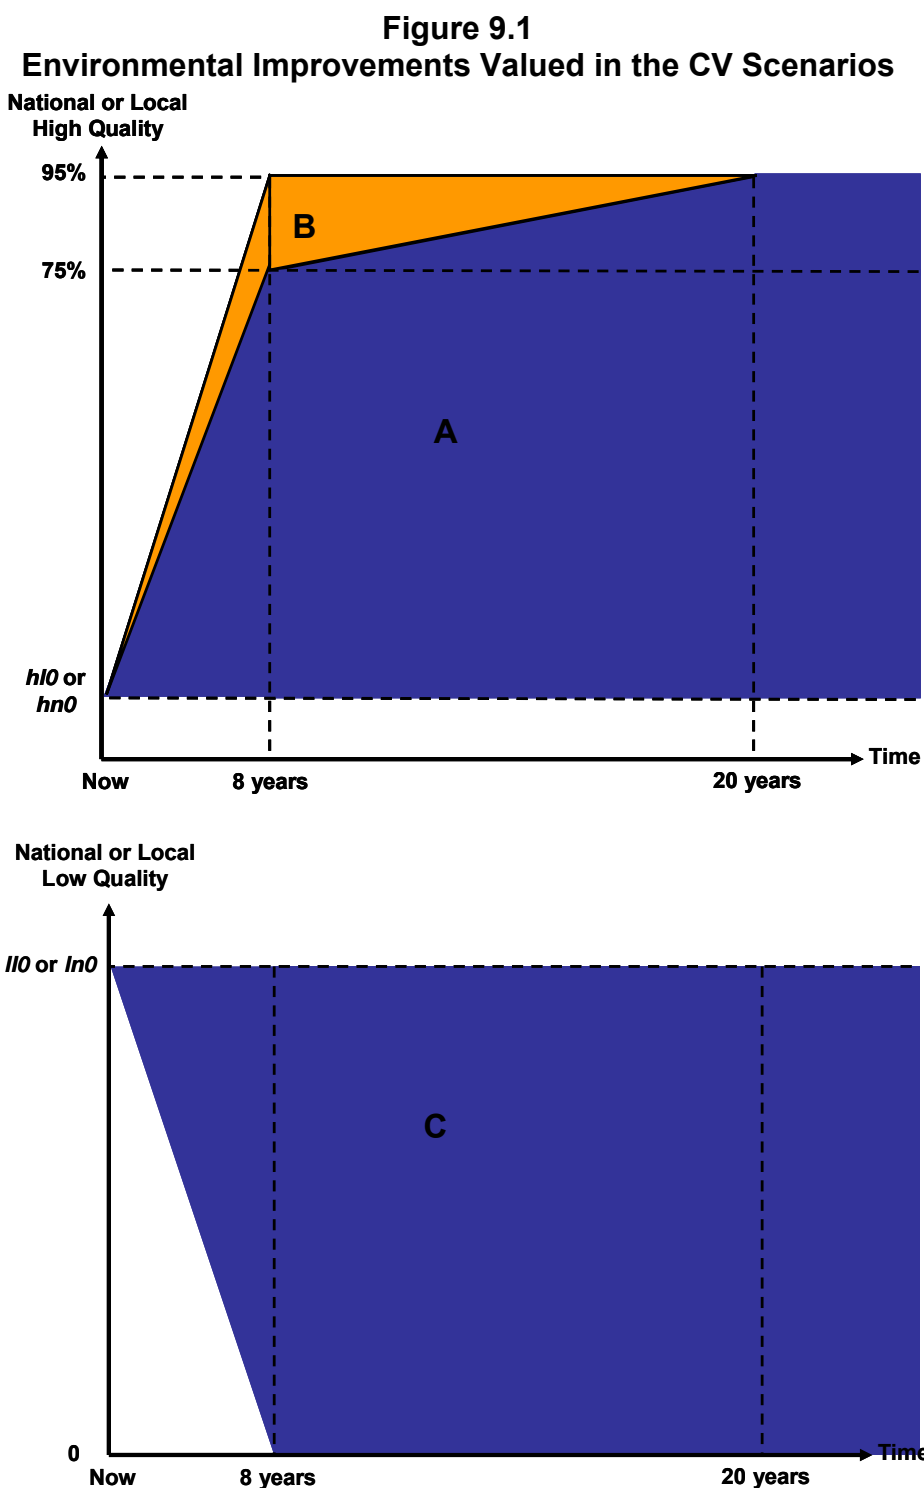 Figure 9.1
Environmental Improvements Valued in the CV Scenarios
National or Local
High Quality
95%
B
75%
A
hl0 or
hn0
Time
Now
8 years
20 years
National or Local
Low Quality
ll0 or ln0
C
0
Time
Now
8 years
20 years